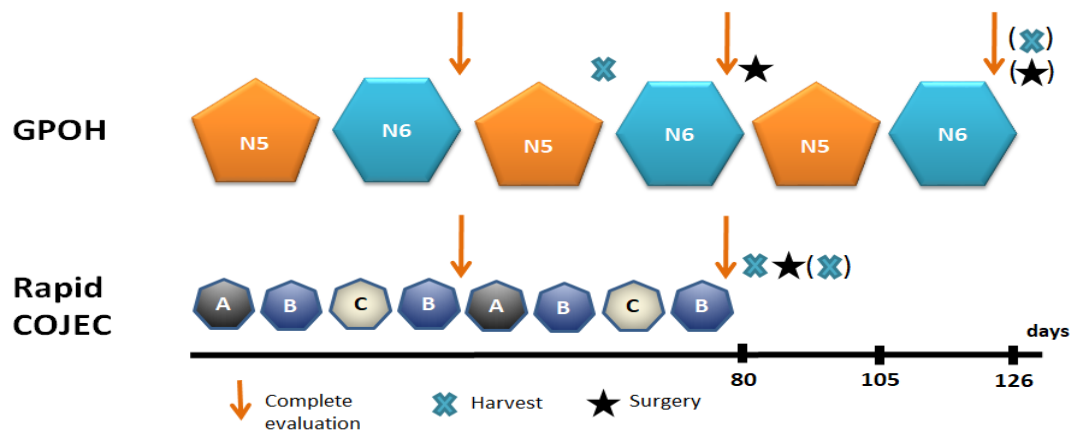 GPOH
N5
N6
N5
N6
N5
N6
( )
( )
Rapid
COJEC
A
B
C
B
A
B
C
B
( )
days
80
105
126
Complete
evaluation
Harvest
Surgery